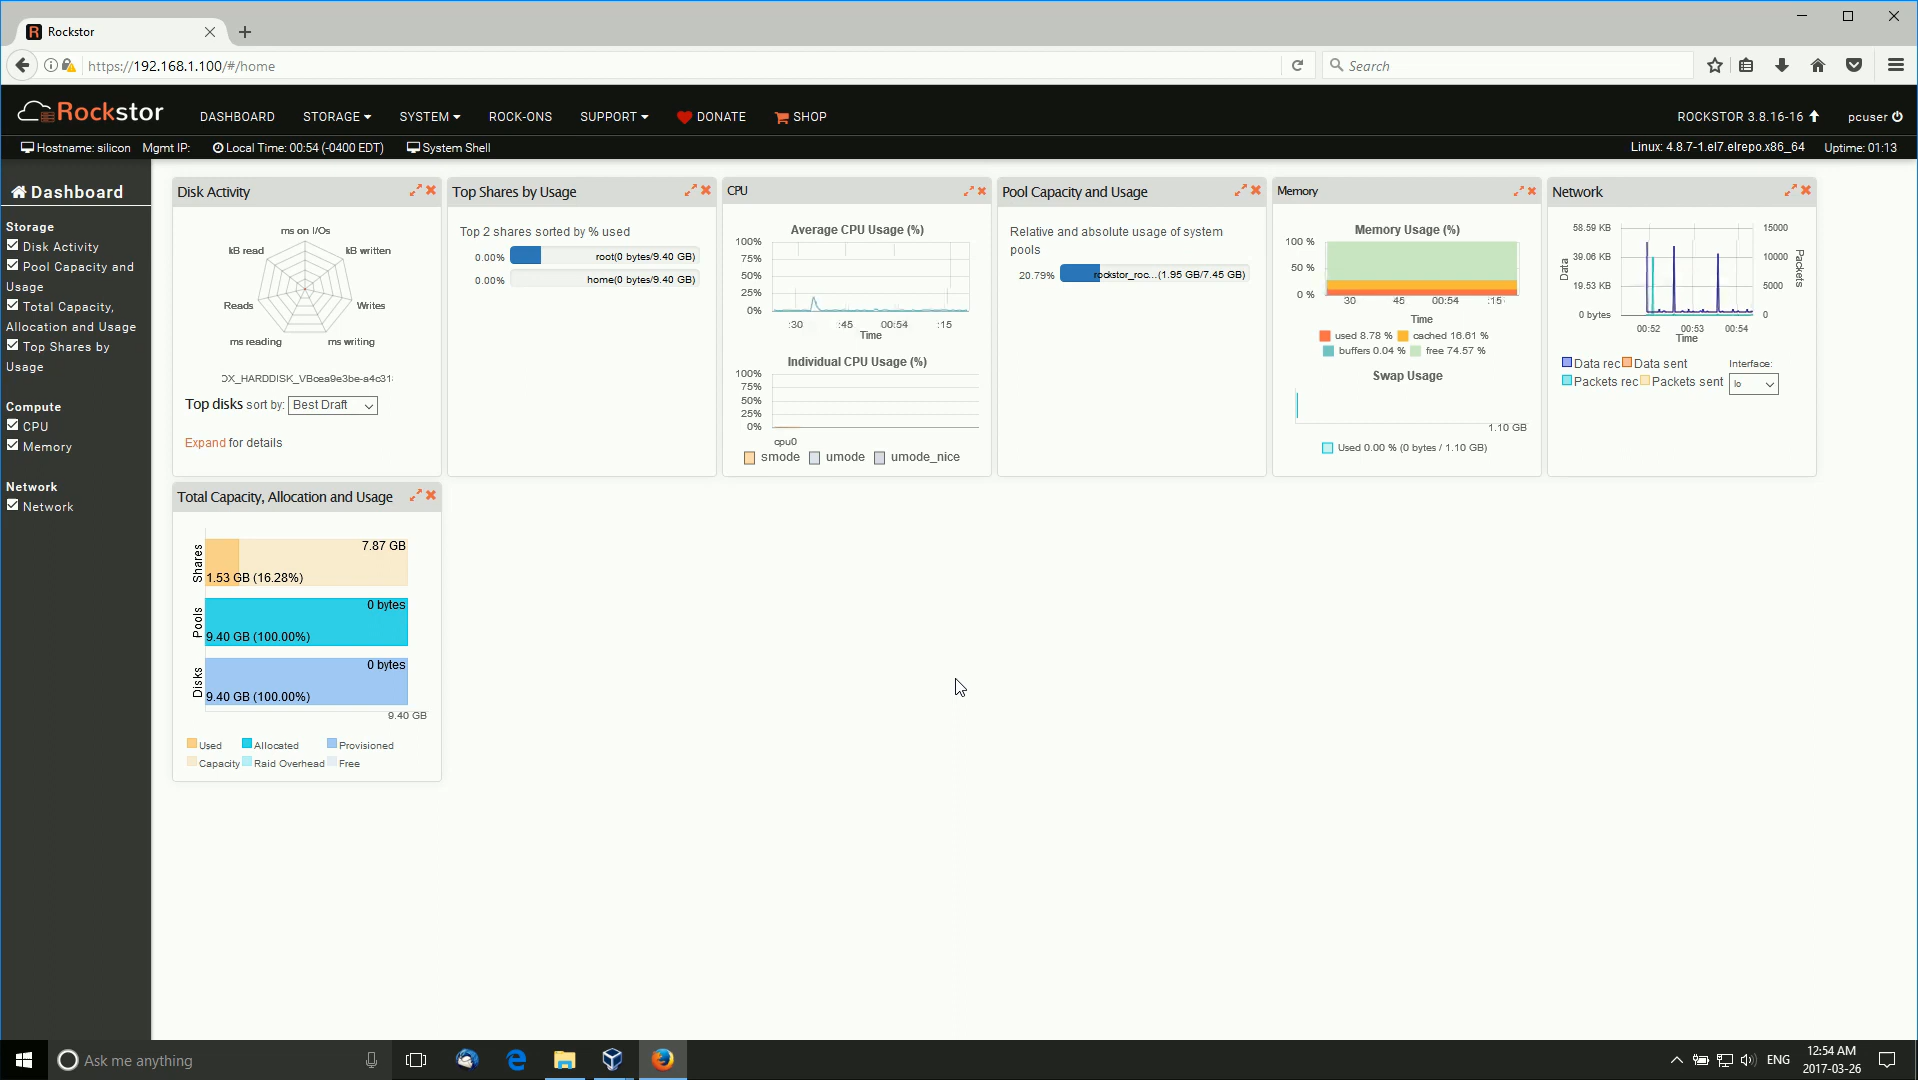 Rockstor
https://192.168.1.100/#/home
Search
Rockstor
DASHBOARD
STORAGE
SYSTEM
ROCK-ONS
SUPPORT
DONATE
SHOP
ROCKSTOR 3.8.16-16
pcuser
Hostname: silicon
Mgmt IP:
Local Time: 00:54 (-0400 EDT)
System Shell
Linux: 4.8.7-1.el7.elrepo.x86_64
Uptime: 01:13
Dashboard
Storage
Disk Activity
Pool Capacity and
Usage
Total Capacity,
Allocation and Usage
Top Shares by
Usage
Compute
CPU
Memory
Network
Network
Disk Activity
ms on I/Os
kB read
kB written
Reads
Writes
ms reading
ms writing
OX_HARDDISK_VBcea9e3be-a4c31
Top disks sort by: Best Draft
Expand for details
Top Shares by Usage
Top 2 shares sorted by % used
0.00% root(0 bytes/9.40 GB)
0.00% home(0 bytes/9.40 GB)
CPU
Average CPU Usage (%)
100%
75%
50%
25%
0%
:30 :45 00:54 :15
Time
Individual CPU Usage (%)
100%
75%
50%
25%
0%
cpu0
smode umode umode_nice
Pool Capacity and Usage
Relative and absolute usage of system
pools
20.79% rockstor_roc...(1.95 GB/7.45 GB)
Memory
Memory Usage (%)
100 %
50 %
0 %
30 45 00:54 :15
Time
used 8.78 % cached 16.61 %
buffers 0.04 % free 74.57 %
Swap Usage
1.10 GB
Used 0.00 % (0 bytes / 1.10 GB)
Network
58.59 KB 15000
39.06 KB 10000
19.53 KB 5000
0 bytes 0
Data
Packets
00:52 00:53 00:54
Time
Data rec Data sent Interface:
Packets rec Packets sent lo
Total Capacity, Allocation and Usage
Shares
7.87 GB
1.53 GB (16.28%)
Pools
0 bytes
9.40 GB (100.00%)
Disks
0 bytes
9.40 GB (100.00%)
9.40 GB
Used Allocated Provisioned
Capacity Raid Overhead Free
Ask me anything
ENG
12:54 AM
2017-03-26